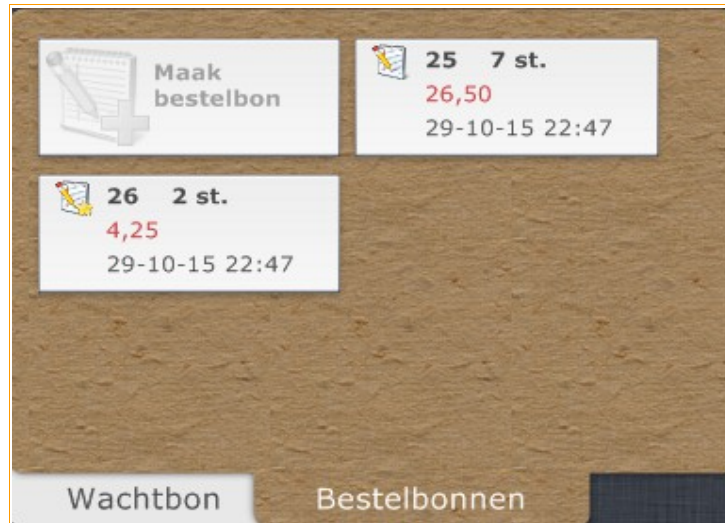 Maak
bestelbon
25 7 st.
26,50
29-10-15 22:47
26 2 st.
4,25
29-10-15 22:47
Wachtbon
Bestelbonnen